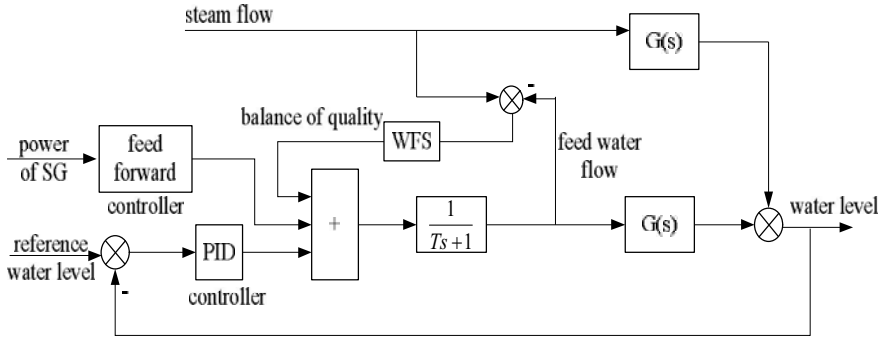 steam flow
G(s)
-
balance of quality
WFS
feed water
flow
power
of SG
feed
forward
controller
+
1
Ts+1
G(s)
water level
reference
water level
-
PID
controller